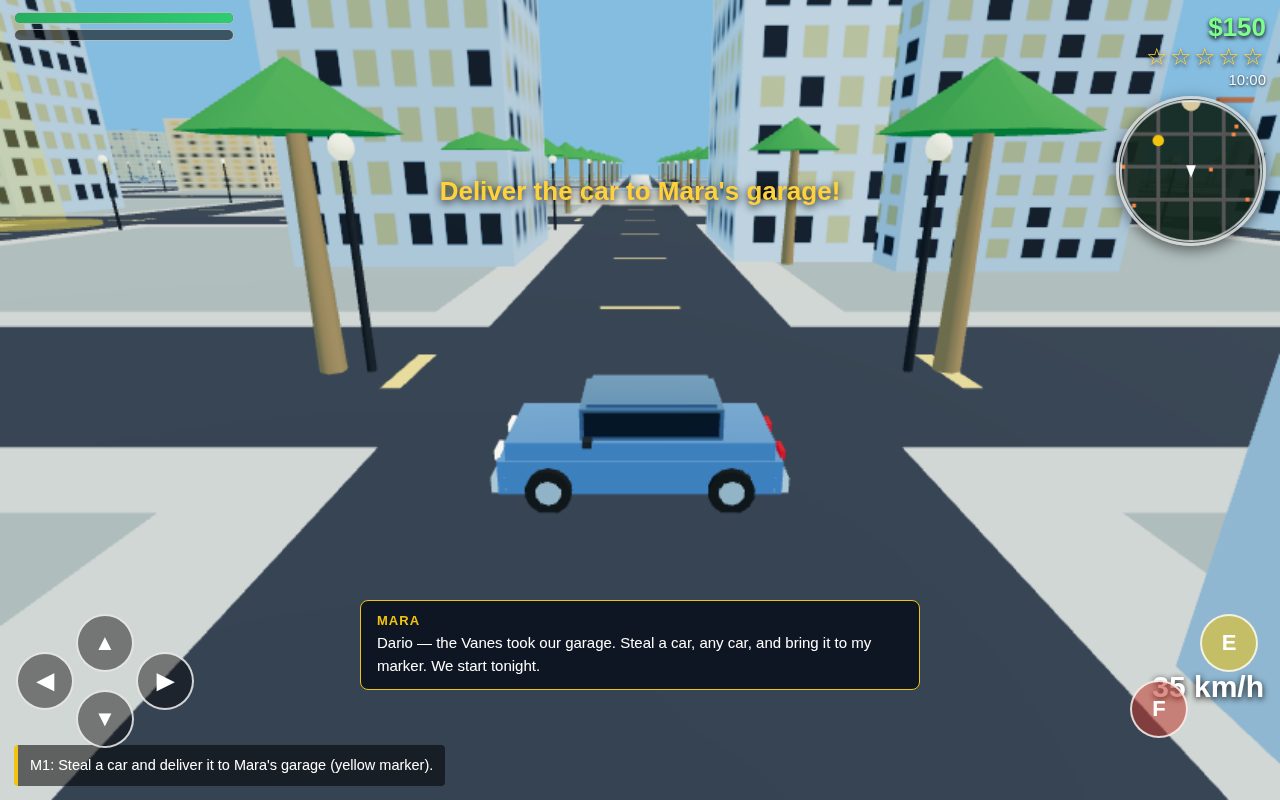 $150
☆☆☆☆☆
10:00
Deliver the car to Mara's garage!
MARA
Dario — the Vanes took our garage. Steal a car, any car, and bring it to my
marker. We start tonight.
▲
◀ ▶
▼
E
35 km/h
F
M1: Steal a car and deliver it to Mara's garage (yellow marker).